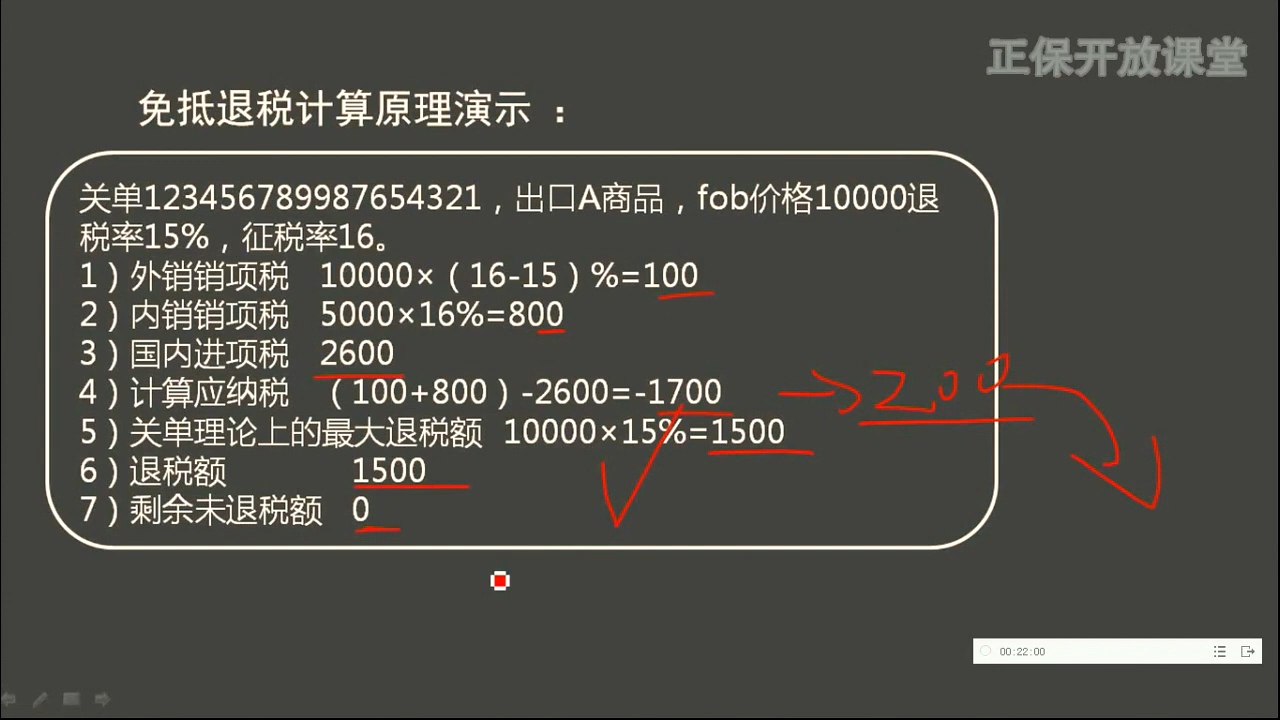 正保开放课堂
免抵退税计算原理演示 ：
关单123456789987654321，出口A商品，fob价格10000退
税率15%，征税率16。
1）外销销项税 10000×（16-15）%=100
2）内销销项税 5000×16%=800
3）国内进项税 2600
4）计算应纳税 （100+800）-2600=-1700
200
5）关单理论上的最大退税额 10000×15%=1500
6）退税额 1500
7）剩余未退税额 0
00:22:00